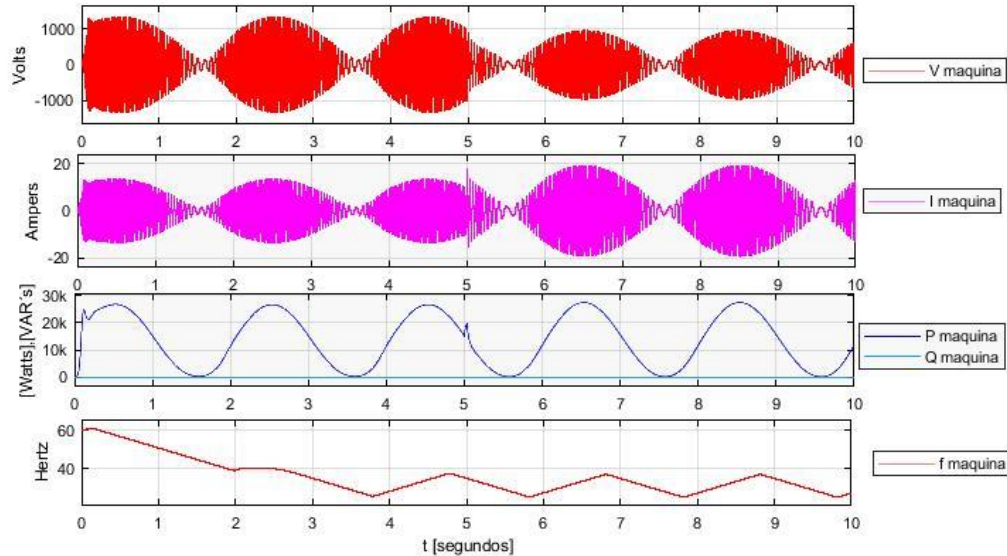 Volts
1000
0
-1000
0 1 2 3 4 5 6 7 8 9 10
V maquina
Ampers
20
0
-20
0 1 2 3 4 5 6 7 8 9 10
I maquina
[Watts],[VAR´s]
30k
20k
10k
0
0 1 2 3 4 5 6 7 8 9 10
P maquina
Q maquina
Hertz
60
40
0 1 2 3 4 5 6 7 8 9 10
f maquina
t [segundos]